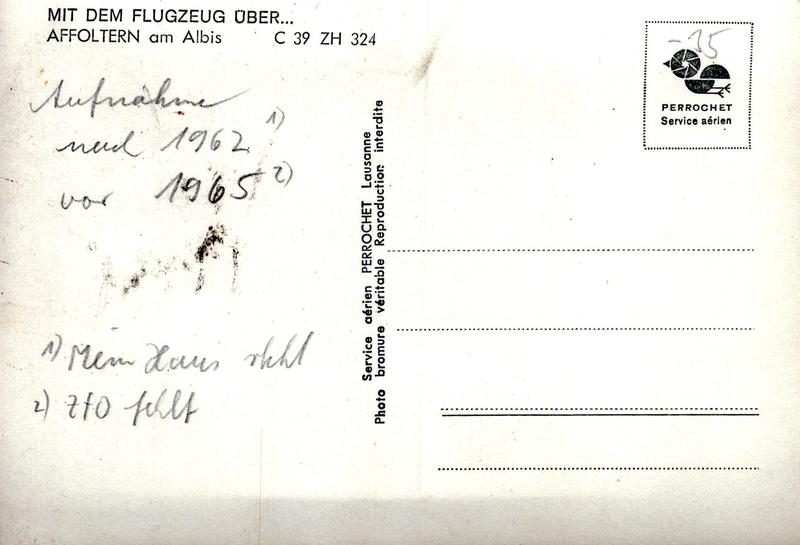 MIT DEM FLUGZEUG ÜBER...
AFFOLTERN am Albis C 39 ZH 324
-.35
PERROCHET
Service aérien
Aufnahme
nach 1962 1)
vor 1965 2)
Service aérien PERROCHET Lausanne
Photo bromure véritable Reproduction interdite
1) Mein Haus steht
2) ZfO fehlt